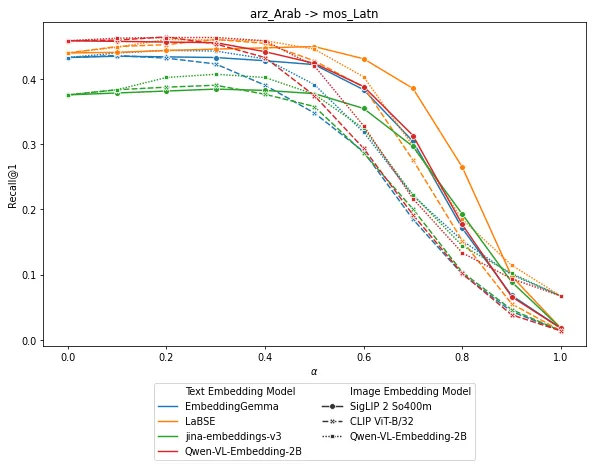 arz_Arab -> mos_Latn
Recall@1
0.4
0.3
0.2
0.1
0.0
0.0 0.2 0.4 0.6 0.8 1.0
α
Text Embedding Model Image Embedding Model
EmbeddingGemma SigLIP 2 So400m
LaBSE CLIP ViT-B/32
jina-embeddings-v3 Qwen-VL-Embedding-2B
Qwen-VL-Embedding-2B